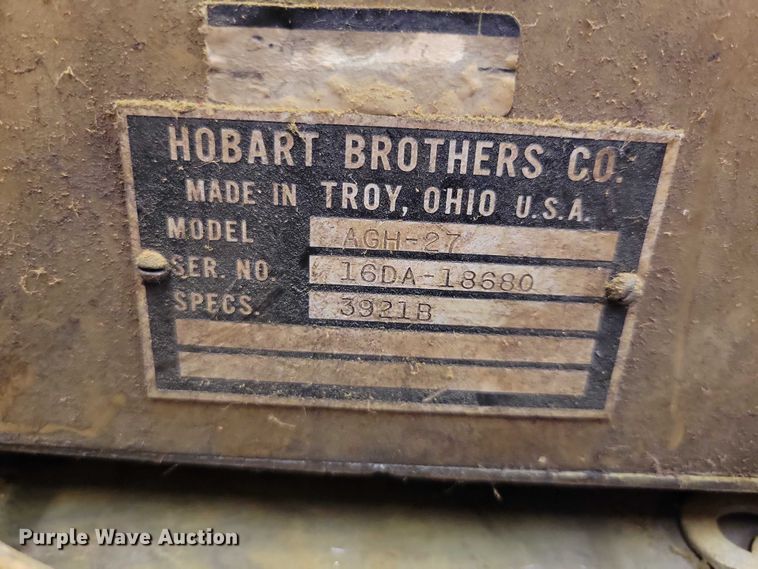 HOBART BROTHERS CO.
MADE IN TROY, OHIO U.S.A.
MODEL AGH-27
SER. NO. 16DA-18680
SPECS. 3921B
Purple Wave Auction